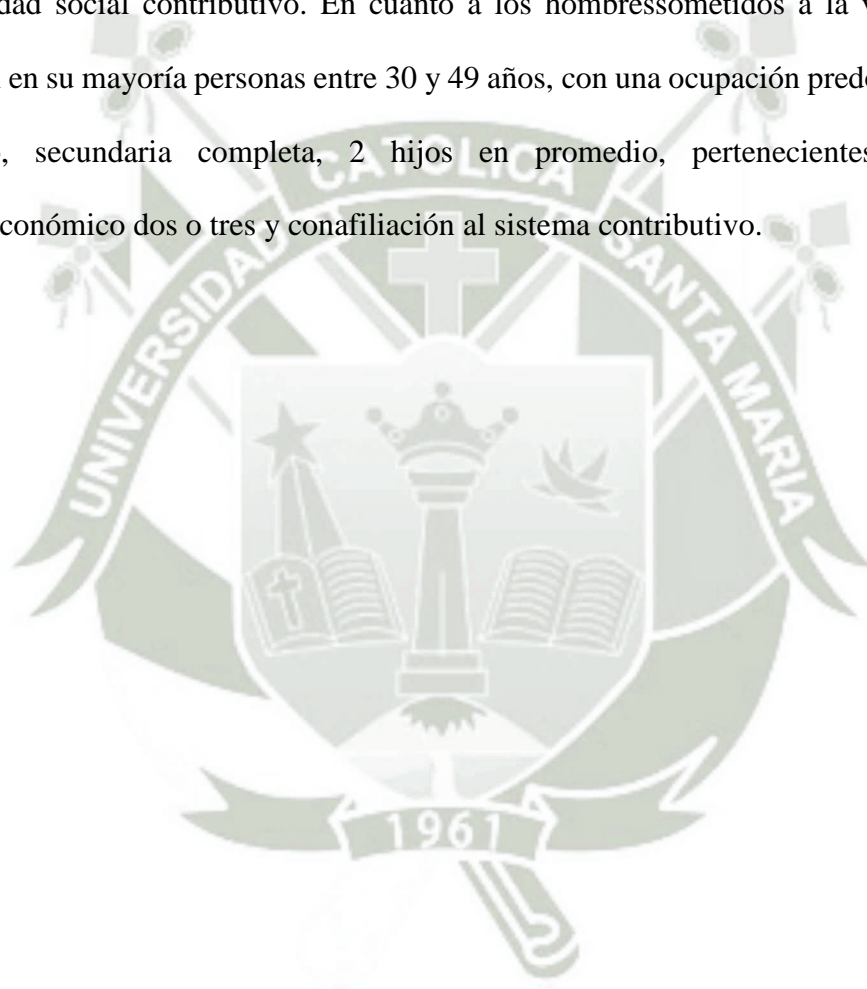 dad social contributivo. En cuanto a los hombressometidos a la
en su mayoría personas entre 30 y 49 años, con una ocupación pred
, secundaria completa, 2 hijos en promedio, pertenecientes
conómico dos o tres y conafiliación al sistema contributivo.
UNIVERSIDAD CATOLICA SANTA MARIA
1961